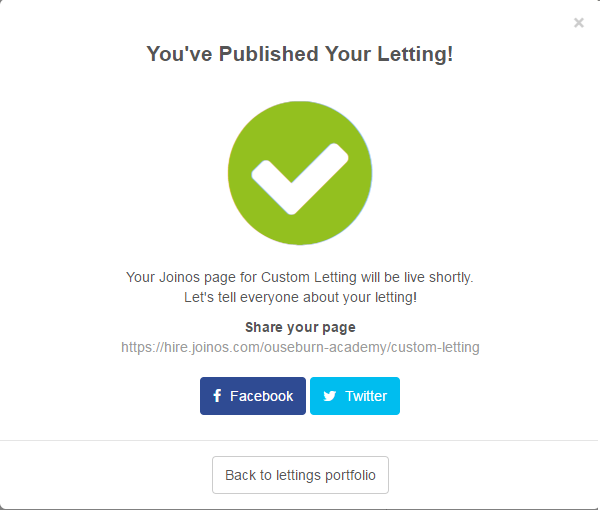 ×
You've Published Your Letting!
Your Joinos page for Custom Letting will be live shortly.
Let's tell everyone about your letting!
Share your page
https://hire.joinos.com/ouseburn-academy/custom-letting
Facebook
Twitter
Back to lettings portfolio